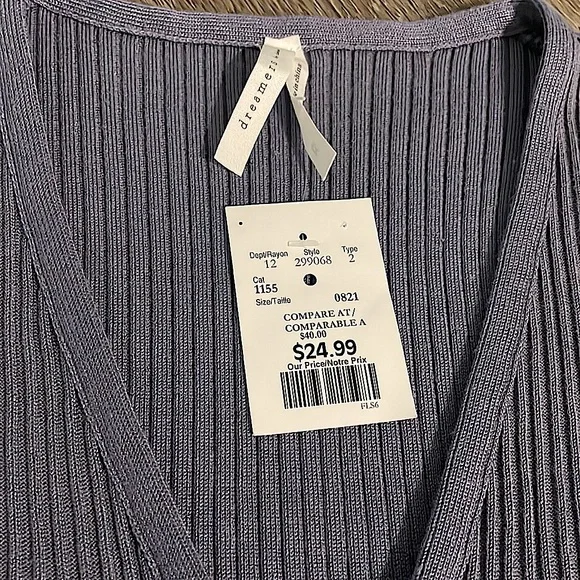 dreamers
Dept/Rayon Style Type
12 299068 2
Cat
1155
Size/Taille 0821
COMPARE AT/
COMPARABLE A
$40.00
$24.99
Our Price/Notre Prix
FLS6